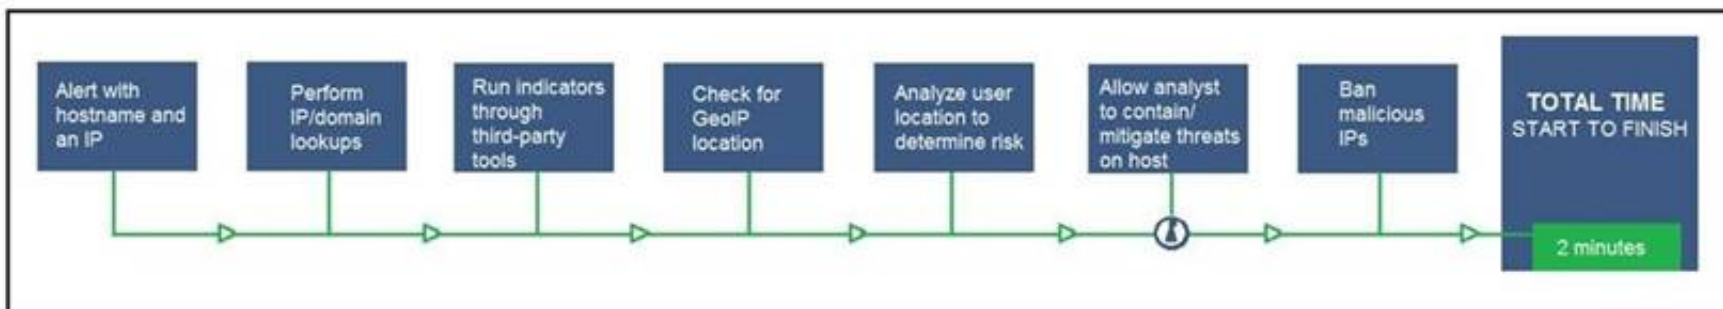 Alert with
hostname and
an IP
Perform
IP/domain
lookups
Run indicators
through
third-party
tools
Check for
GeoIP
location
Analyze user
location to
determine risk
Allow analyst
to contain/
mitigate threats
on host
Ban
malicious
IPs
TOTAL TIME
START TO FINISH
2 minutes